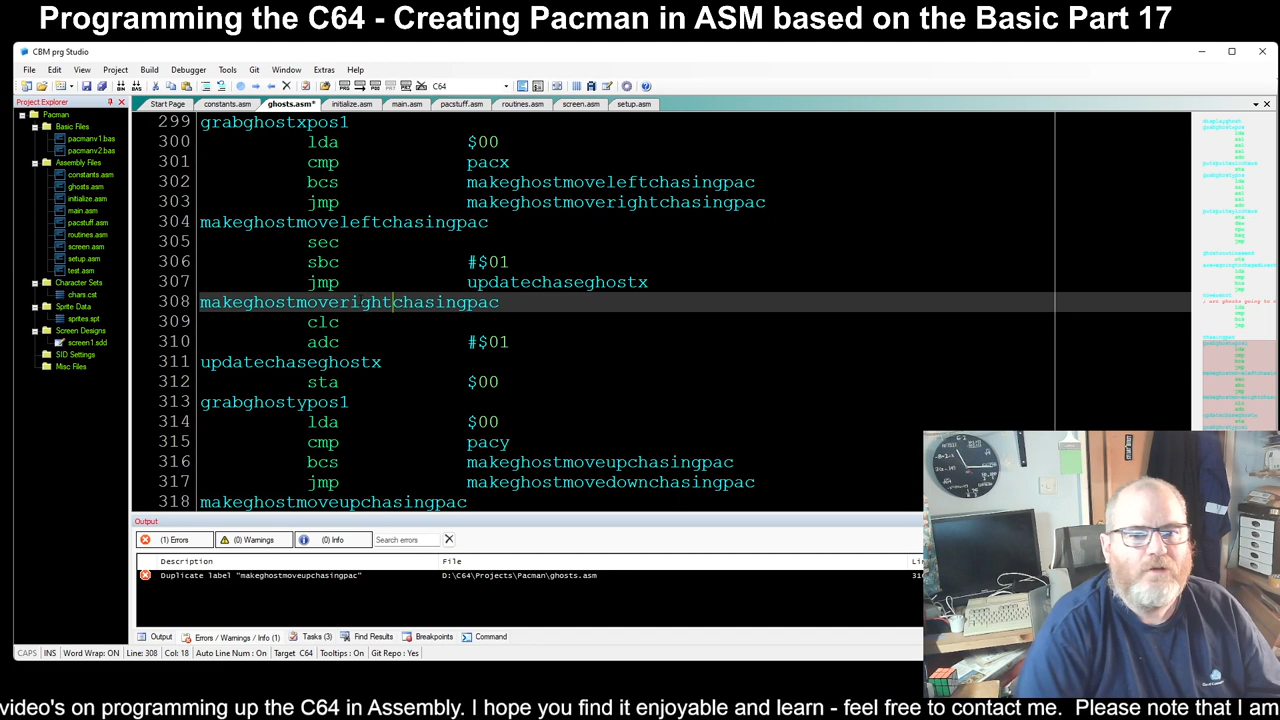 Programming the C64 - Creating Pacman in ASM based on the Basic Part 17
CBM prg Studio
File Edit View Project Build Debugger Tools Git Window Extras Help
C64
Project Explorer
Start Page constants.asm ghosts.asm* initialize.asm main.asm pacstuff.asm routines.asm screen.asm setup.asm
Pacman
Basic Files
pacmanv1.bas
pacmanv2.bas
Assembly Files
constants.asm
ghosts.asm
initialize.asm
main.asm
pacstuff.asm
routines.asm
screen.asm
setup.asm
test.asm
Character Sets
chars.cst
Sprite Data
sprites.spt
Screen Designs
screen1.sdd
SID Settings
Misc Files
299 grabghostxpos1
300 lda $00
301 cmp pacx
302 bcs makeghostmoveleftchasingpac
303 jmp makeghostmoverightchasingpac
304 makeghostmoveleftchasingpac
305 sec
306 sbc #$01
307 jmp updatechaseghostx
308 makeghostmoverightchasingpac
309 clc
310 adc #$01
311 updatechaseghostx
312 sta $00
313 grabghostypos1
314 lda $00
315 cmp pacy
316 bcs makeghostmoveupchasingpac
317 jmp makeghostmovedownchasingpac
318 makeghostmoveupchasingpac
Output
(1) Errors (0) Warnings (0) Info Search errors
Description File
Duplicate label "makeghostmoveupchasingpac" D:\C64\Projects\Pacman\ghosts.asm
Output Errors / Warnings / Info (1) Tasks (3) Find Results Breakpoints Command
CAPS INS Word Wrap: ON Line: 308 Col: 18 Auto Line Num : On Target C64 Tooltips : On Git Repo : Yes
video's on programming up the C64 in Assembly. I hope you find it enjoyable and learn - feel free to contact me. Please note that I am